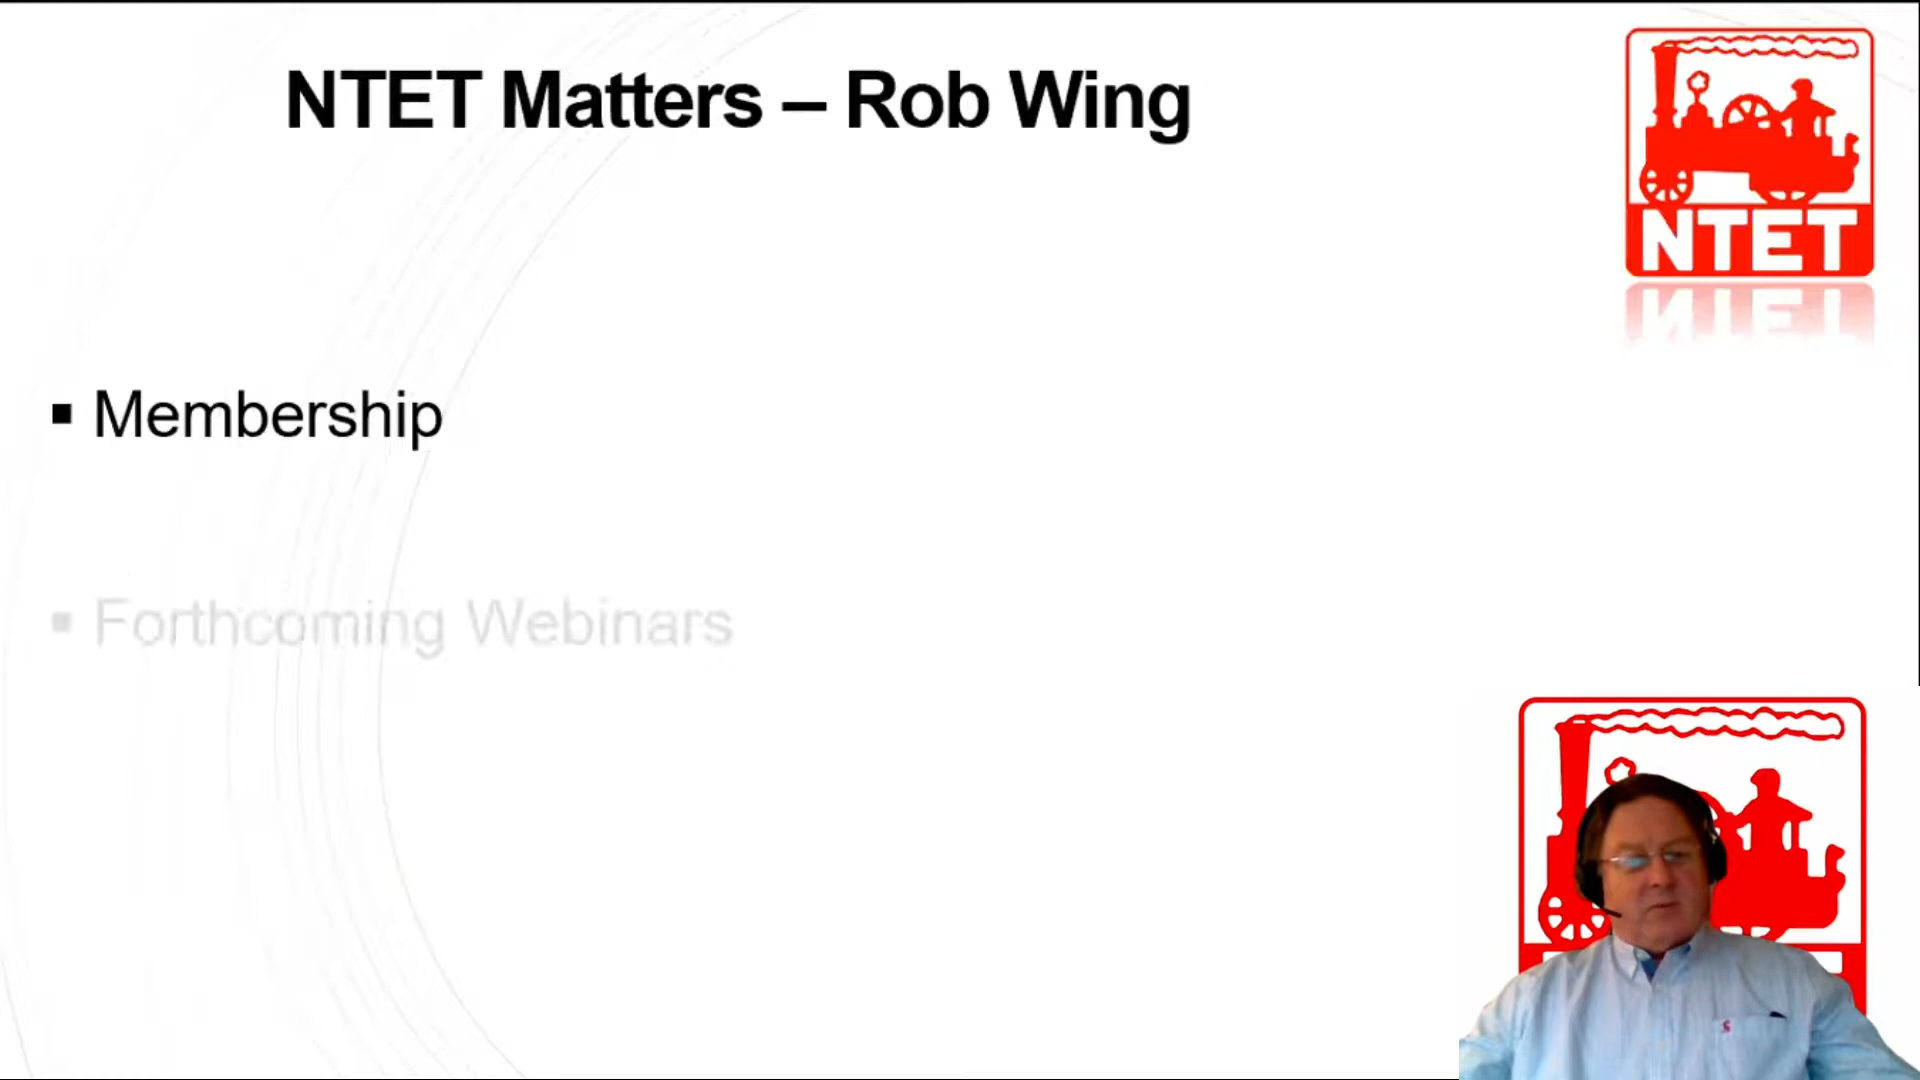 NTET Matters – Rob Wing
NTET
▪ Membership
▪ Forthcoming Webinars